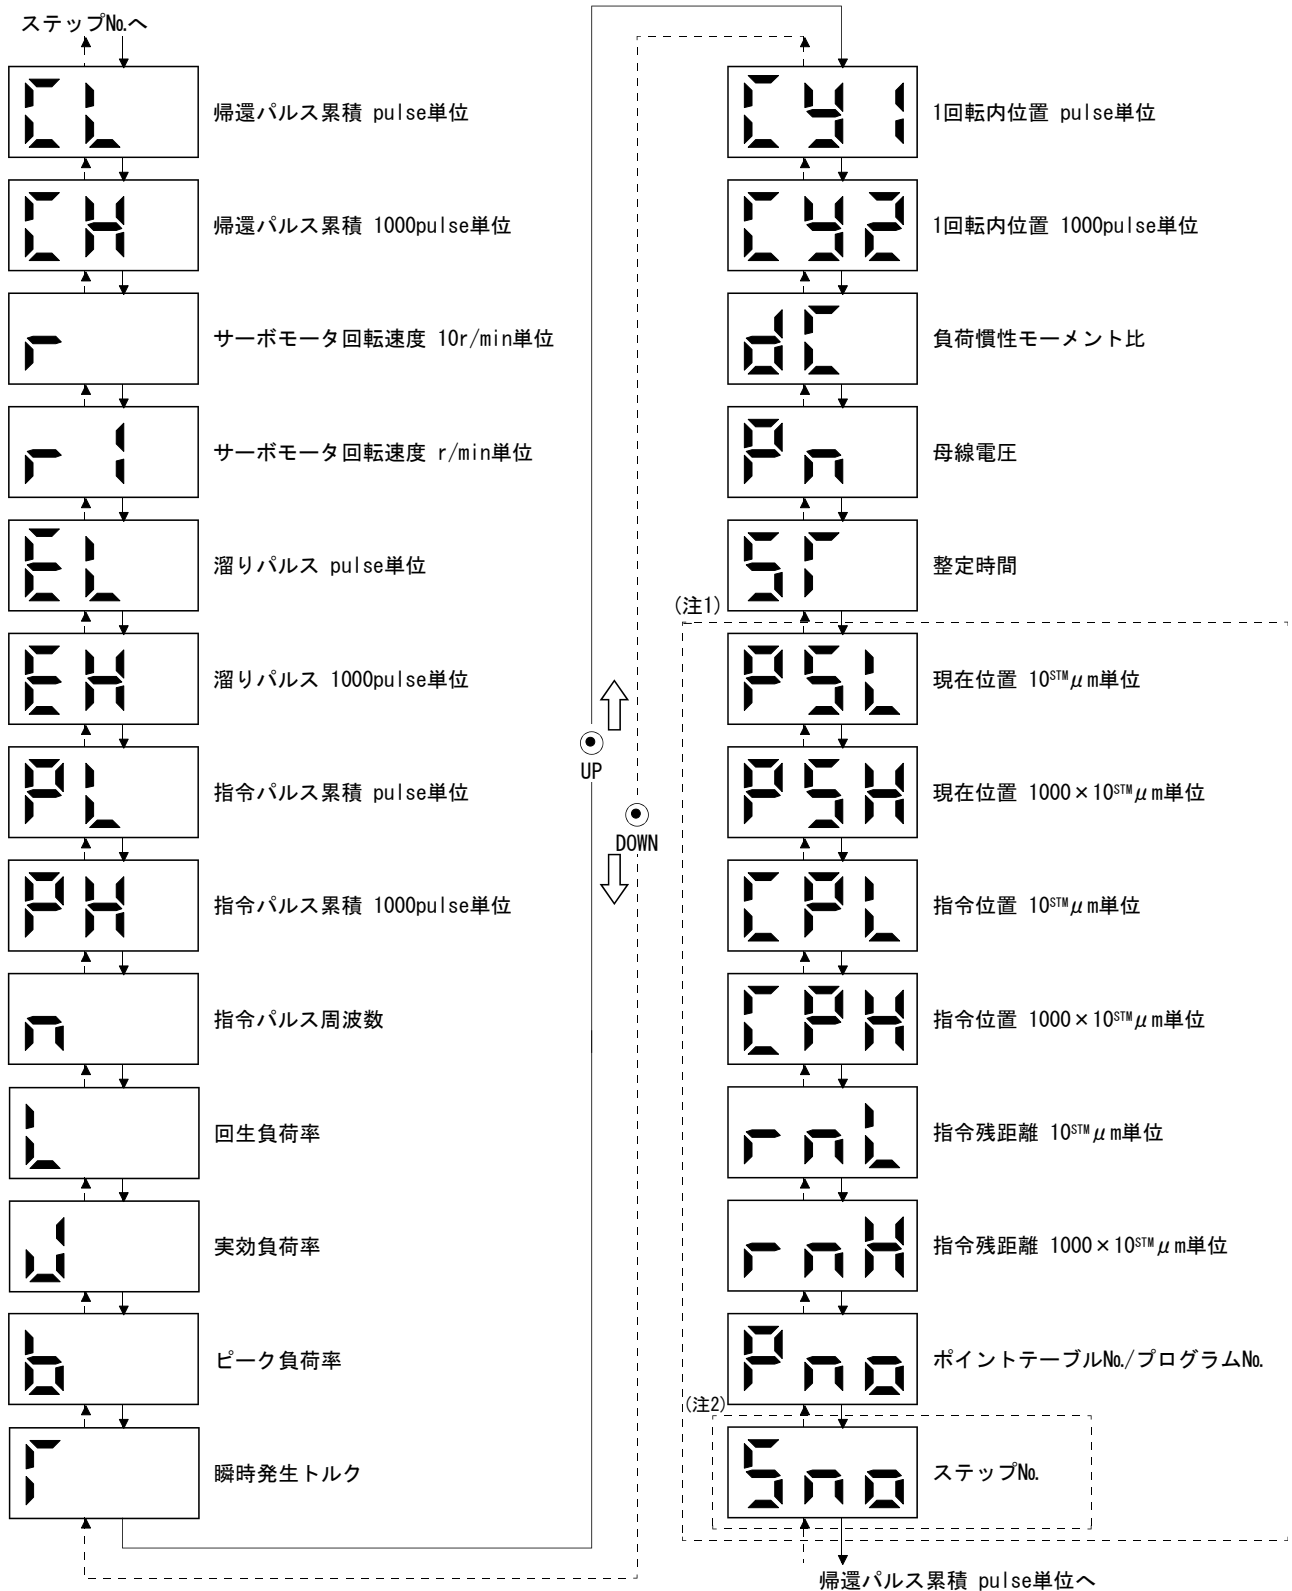 ステップNo.へ
CL
帰還パルス累積 pulse単位
CH
帰還パルス累積 1000pulse単位
r
サーボモータ回転速度 10r/min単位
r1
サーボモータ回転速度 r/min単位
EL
溜りパルス pulse単位
EH
溜りパルス 1000pulse単位
PL
指令パルス累積 pulse単位
PH
指令パルス累積 1000pulse単位
n
指令パルス周波数
L
回生負荷率
J
実効負荷率
b
ピーク負荷率
T
瞬時発生トルク
UP
DOWN
Cy1
1回転内位置 pulse単位
Cy2
1回転内位置 1000pulse単位
dC
負荷慣性モーメント比
Pn
母線電圧
ST
整定時間
(注1)
PSL
現在位置 10STMμm単位
PSH
現在位置 1000×10STMμm単位
CPL
指令位置 10STMμm単位
CPH
指令位置 1000×10STMμm単位
rnL
指令残距離 10STMμm単位
rnH
指令残距離 1000×10STMμm単位
Pno
ポイントテーブルNo./プログラムNo.
(注2)
Sno
ステップNo.
帰還パルス累積 pulse単位へ